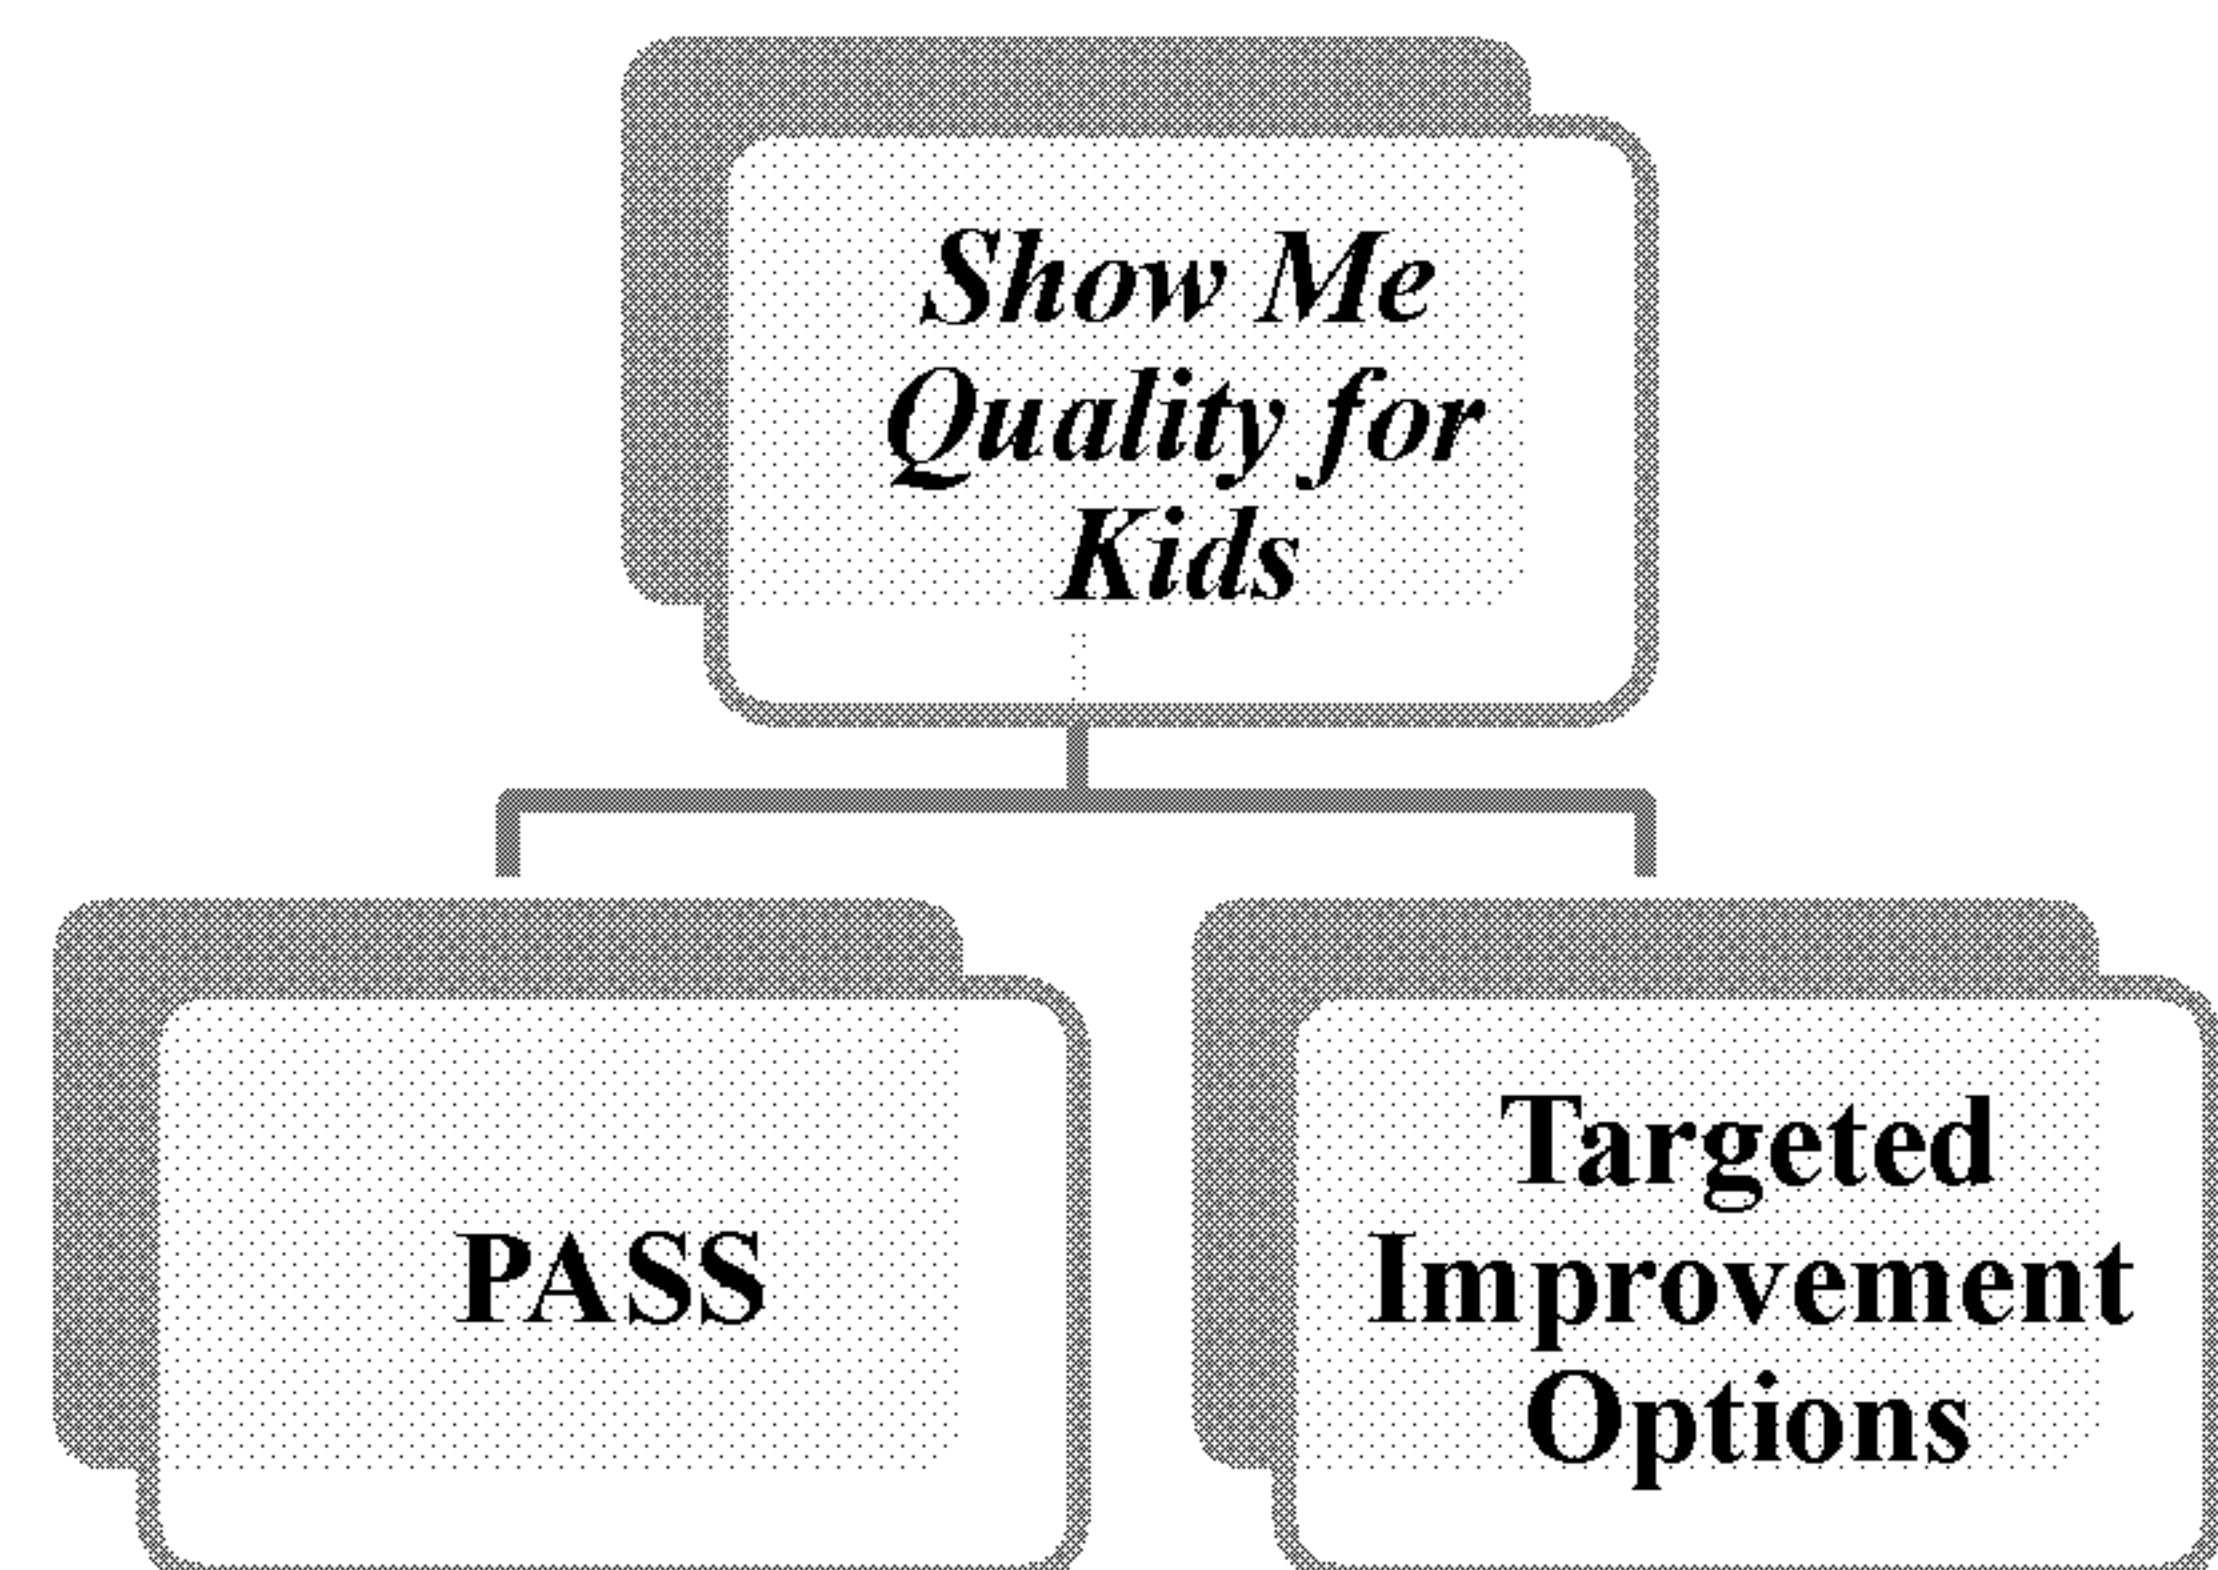 Show Me
Quality for
Kids
PASS
Targeted
Improvement
Options